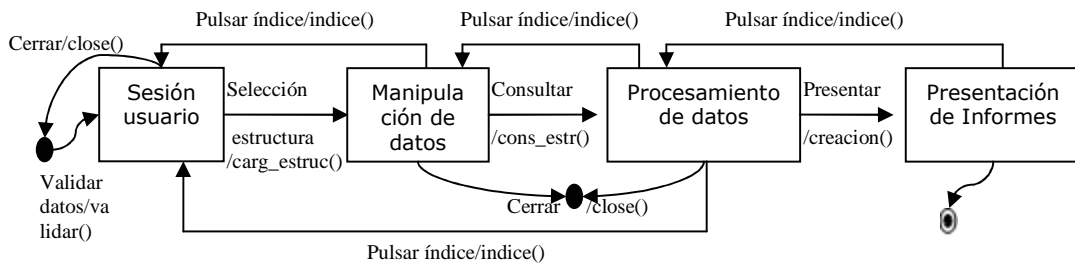 Pulsar índice/indice()
Pulsar índice/indice()
Pulsar índice/indice()
Cerrar/close()
Sesión
usuario
Selección
estructura
/carg_estruc()
Manipula
ción de
datos
Consultar
/cons_estr()
Procesamiento
de datos
Presentar
/creacion()
Presentación
de Informes
Validar
datos/va
lidar()
Cerrar
/close()
Pulsar índice/indice()